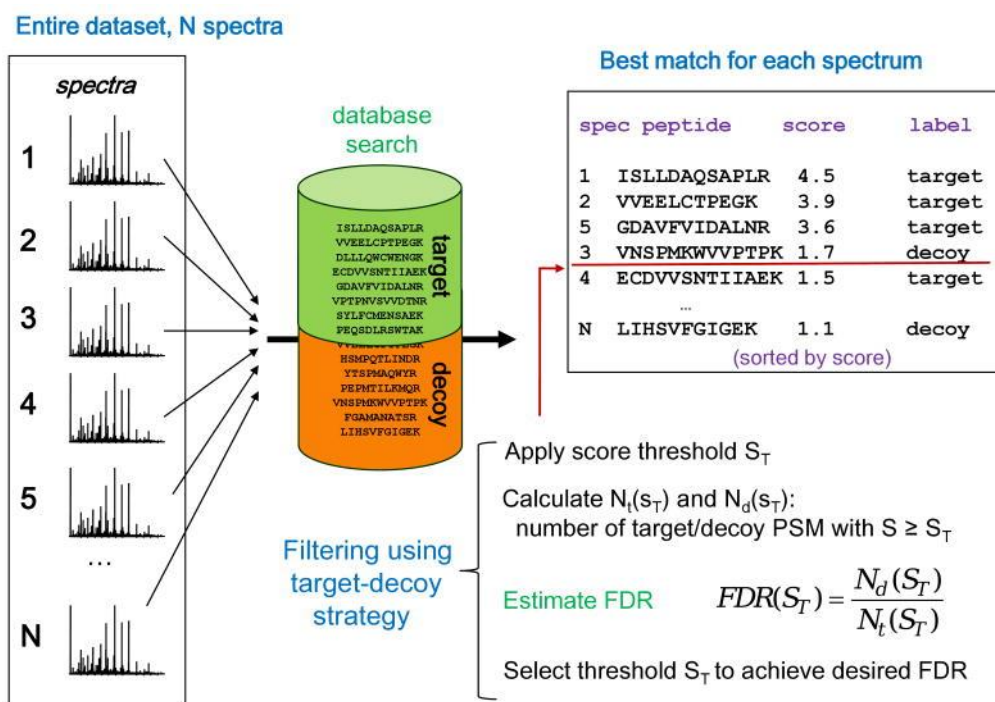 Entire dataset, N spectra
spectra
1
2
3
4
5
...
N
database
search
ISLLDAQSAPLR
VVEELCPTPEGK
DLLLQWCWENGK
ECDVVSNTIIAEK
GDAVFVIDALNR
VPTPNVSVVDTNR
SYLFCMENSAEK
PEQSDLRSWTAK
target
HSMPQTLINDR
YTSPMAQWYR
PEPMTILKMQR
VNSPMKWVVPTPK
FGAMANATSR
LIHSVFGIGEK
decoy
Best match for each spectrum
spec peptide score label
1 ISLLDAQSAPLR 4.5 target
2 VVEELCTPEGK 3.9 target
5 GDAVFVIDALNR 3.6 target
3 VNSPMKWVVPTPK 1.7 decoy
4 ECDVVSNTIIAEK 1.5 target
...
N LIHSVFGIGEK 1.1 decoy
(sorted by score)
Filtering using
target-decoy
strategy
Apply score threshold S_T
Calculate N_t(s_T) and N_d(s_T):
number of target/decoy PSM with S ≥ S_T
Estimate FDR FDR(S_T) = N_d(S_T) / N_t(S_T)
Select threshold S_T to achieve desired FDR